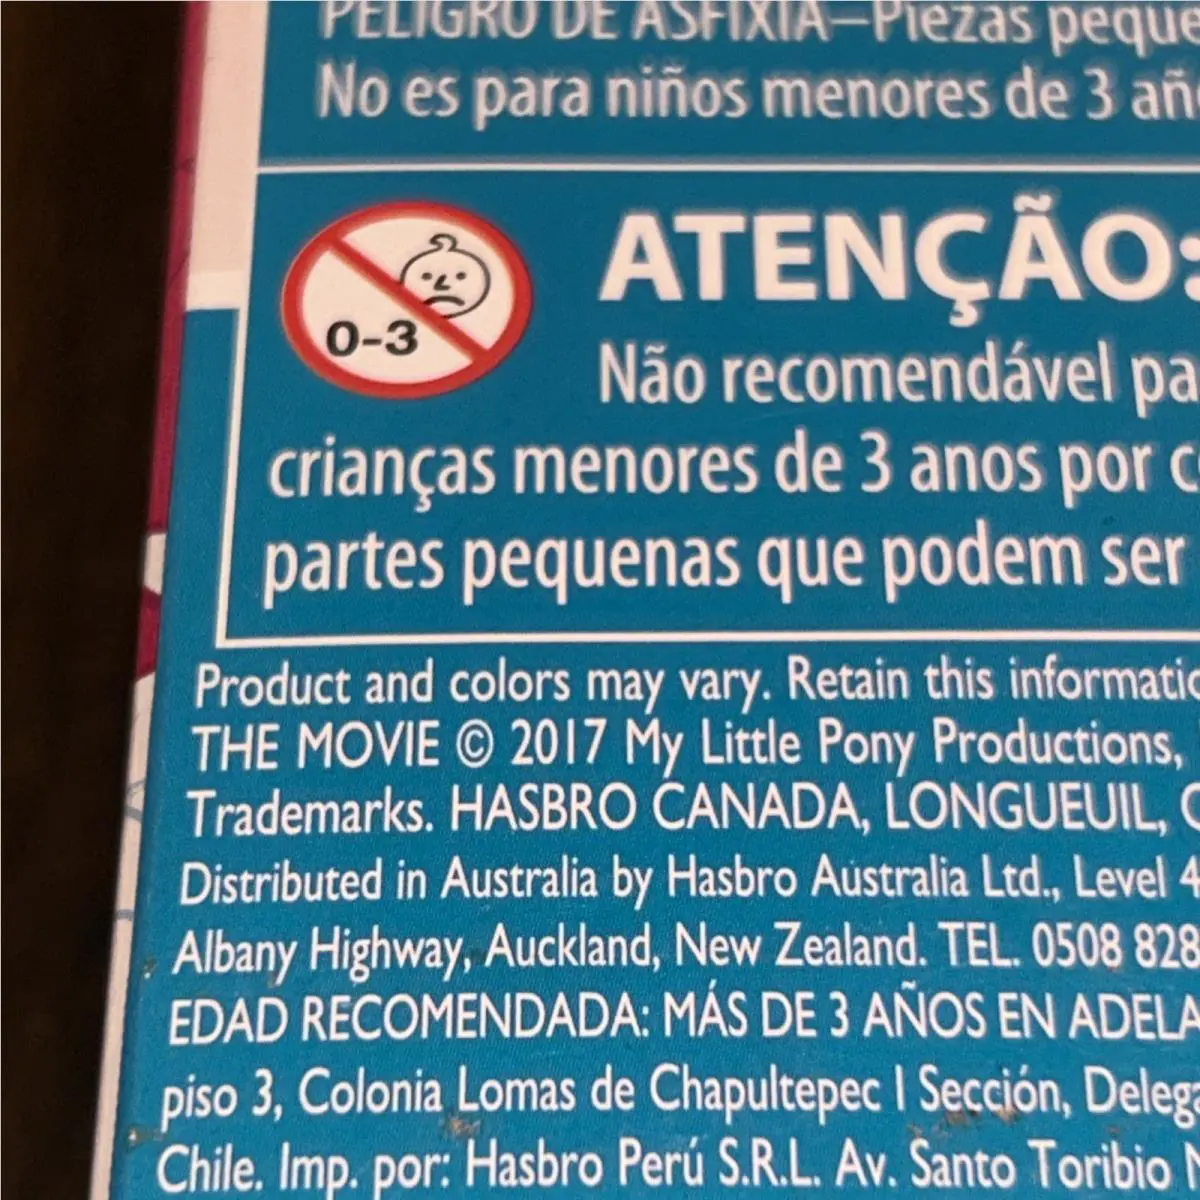 PELIGRO DE ASFIXIA—Piezas peque
No es para niños menores de 3 añ
ATENÇÃO:
0-3
Não recomendável pa
crianças menores de 3 anos por c
partes pequenas que podem ser
Product and colors may vary. Retain this informatio
THE MOVIE © 2017 My Little Pony Productions,
Trademarks. HASBRO CANADA, LONGUEUIL,
Distributed in Australia by Hasbro Australia Ltd., Level 4
Albany Highway, Auckland, New Zealand. TEL. 0508 828
EDAD RECOMENDADA: MÁS DE 3 AÑOS EN ADELA
piso 3, Colonia Lomas de Chapultepec I Sección, Delega
Chile. Imp. por: Hasbro Perú S.R.L. Av. Santo Toribio N